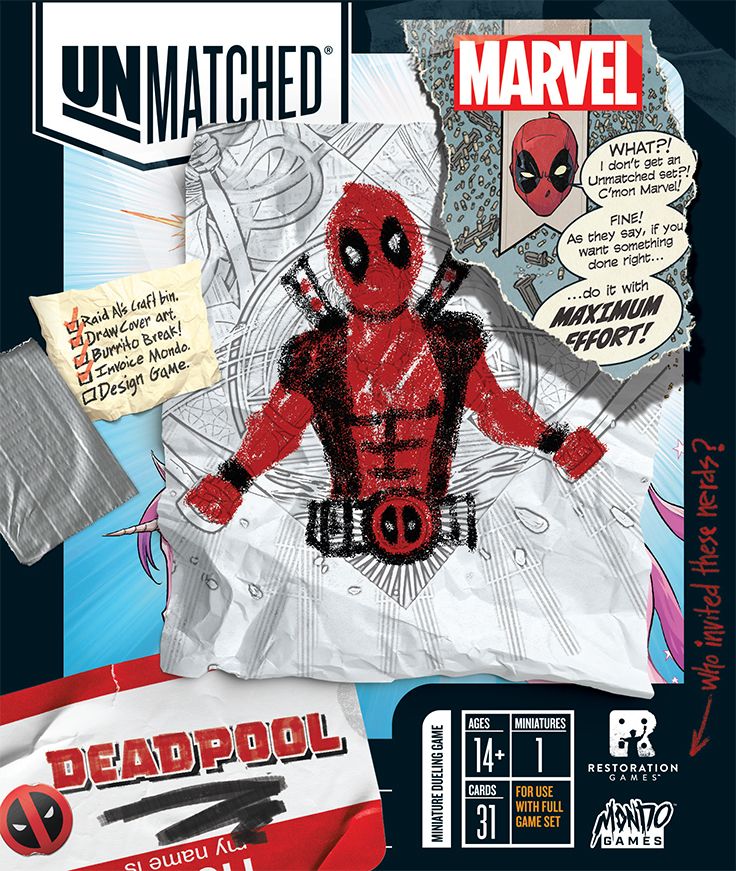 UNMATCHED®
MARVEL
WHAT?!
I don't get an
Unmatched set?!
C'mon Marvel!
FINE!
As they say, if you
want something
done right...
...do it with
MAXIMUM
EFFORT!
Raid Al's craft bin.
Draw Cover art.
Burrito Break!
Invoice Mondo.
Design Game.
who invited these nerds?
DEADPOOL
my name is
MINIATURE DUELING GAME
AGES
14+
MINIATURES
1
CARDS
31
FOR USE
WITH FULL
GAME SET
RESTORATION
GAMES™
MONDO™
GAMES